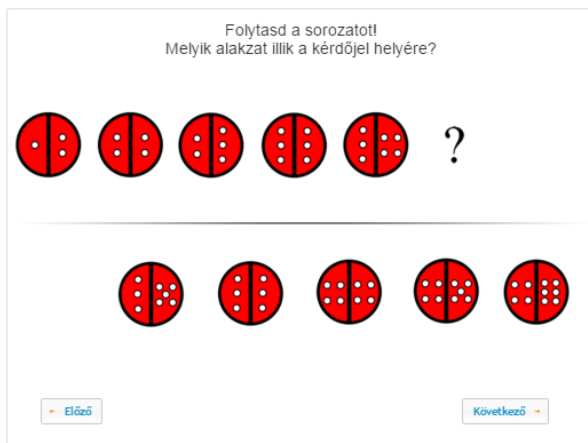 Folytasd a sorozatot!
Melyik alakzat illik a kérdőjel helyére?
?
Előző
Következő